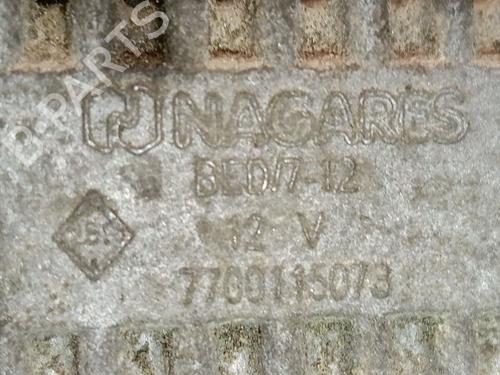 B-PARTS
NAGARES
BED/7-12
12 V
7700115073